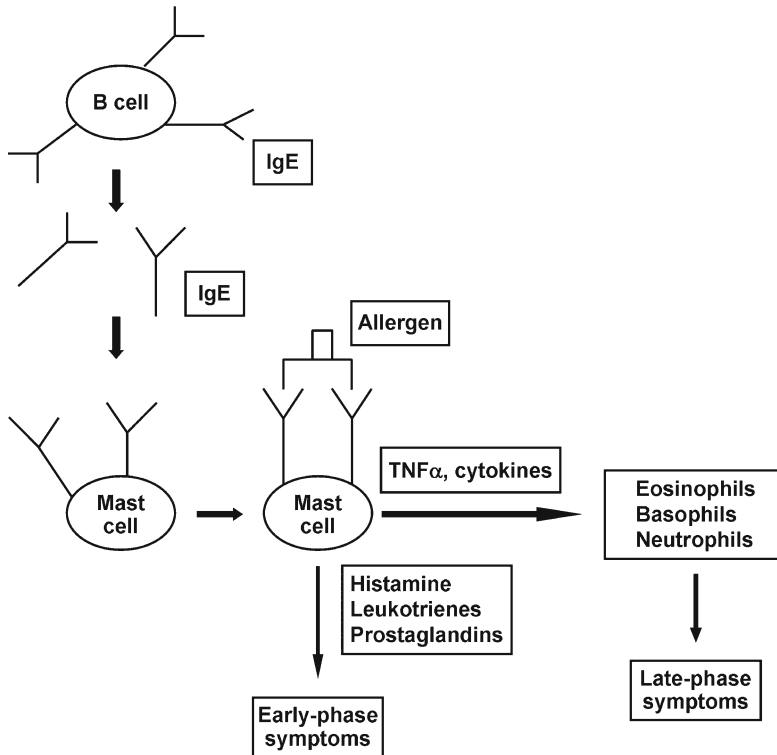 B cell
IgE
IgE
Allergen
Mast
cell
Mast
cell
TNFα, cytokines
Eosinophils
Basophils
Neutrophils
Histamine
Leukotrienes
Prostaglandins
Early-phase
symptoms
Late-phase
symptoms